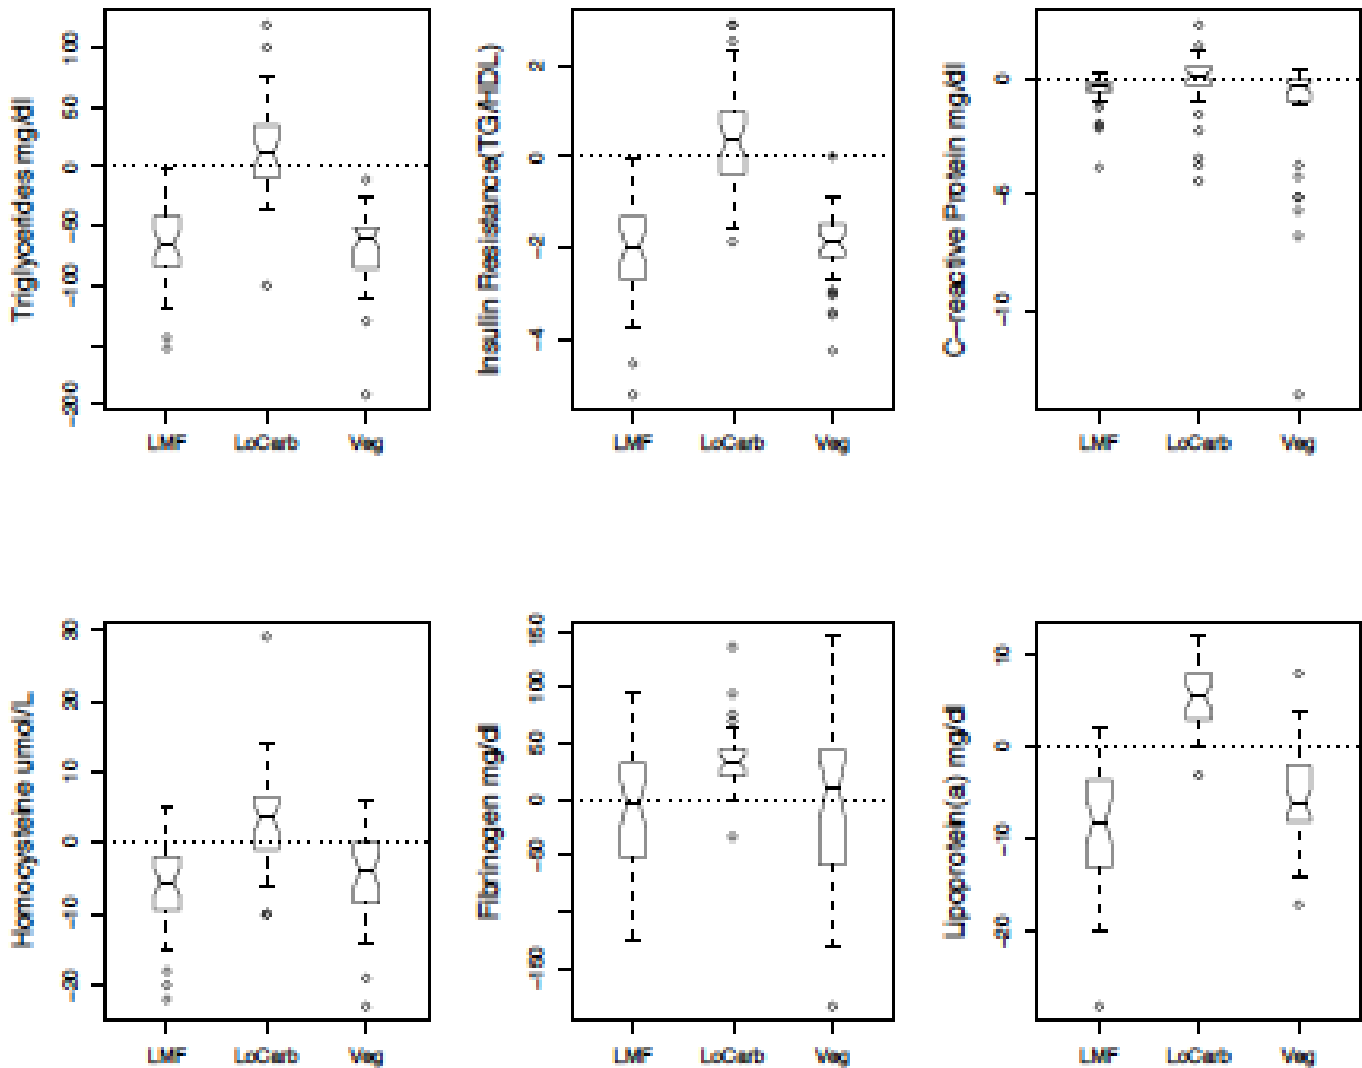 Triglycerides mg/dl
100
50
0
-50
-100
-200
LMF LoCarb Veg
Insulin Resistance(TG/HDL)
2
0
-2
-4
LMF LoCarb Veg
C-reactive Protein mg/dl
0
-5
-10
LMF LoCarb Veg
Homocysteine umol/L
30
20
10
0
-10
-20
LMF LoCarb Veg
Fibrinogen mg/dl
150
100
50
0
-50
-150
LMF LoCarb Veg
Lipoprotein(a) mg/dl
10
0
-10
-20
LMF LoCarb Veg